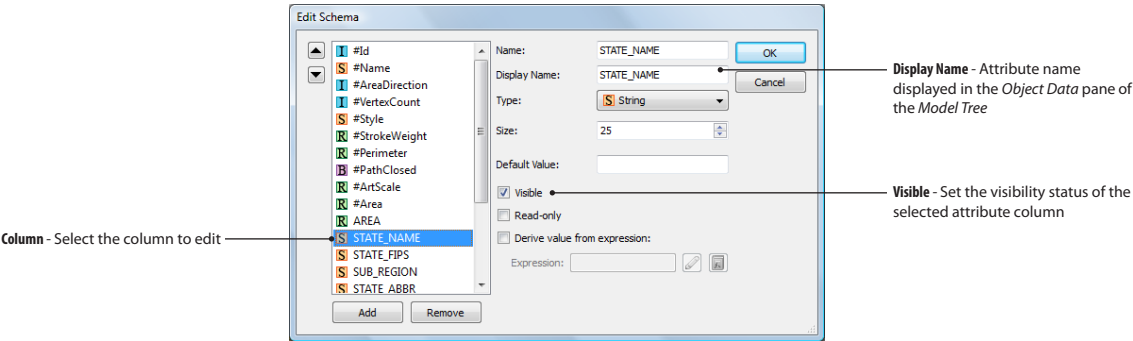 Edit Schema
I #Id
S #Name
I #AreaDirection
I #VertexCount
S #Style
R #StrokeWeight
R #Perimeter
B #PathClosed
R #ArtScale
R #Area
R AREA
S STATE_NAME
S STATE_FIPS
S SUB_REGION
S STATE_ABBR
Add
Remove
Name: STATE_NAME
Display Name: STATE_NAME
Type: S String
Size: 25
Default Value:
Visible
Read-only
Derive value from expression:
Expression:
OK
Cancel
Column - Select the column to edit
Display Name - Attribute name
displayed in the Object Data pane of
the Model Tree
Visible - Set the visibility status of the
selected attribute column